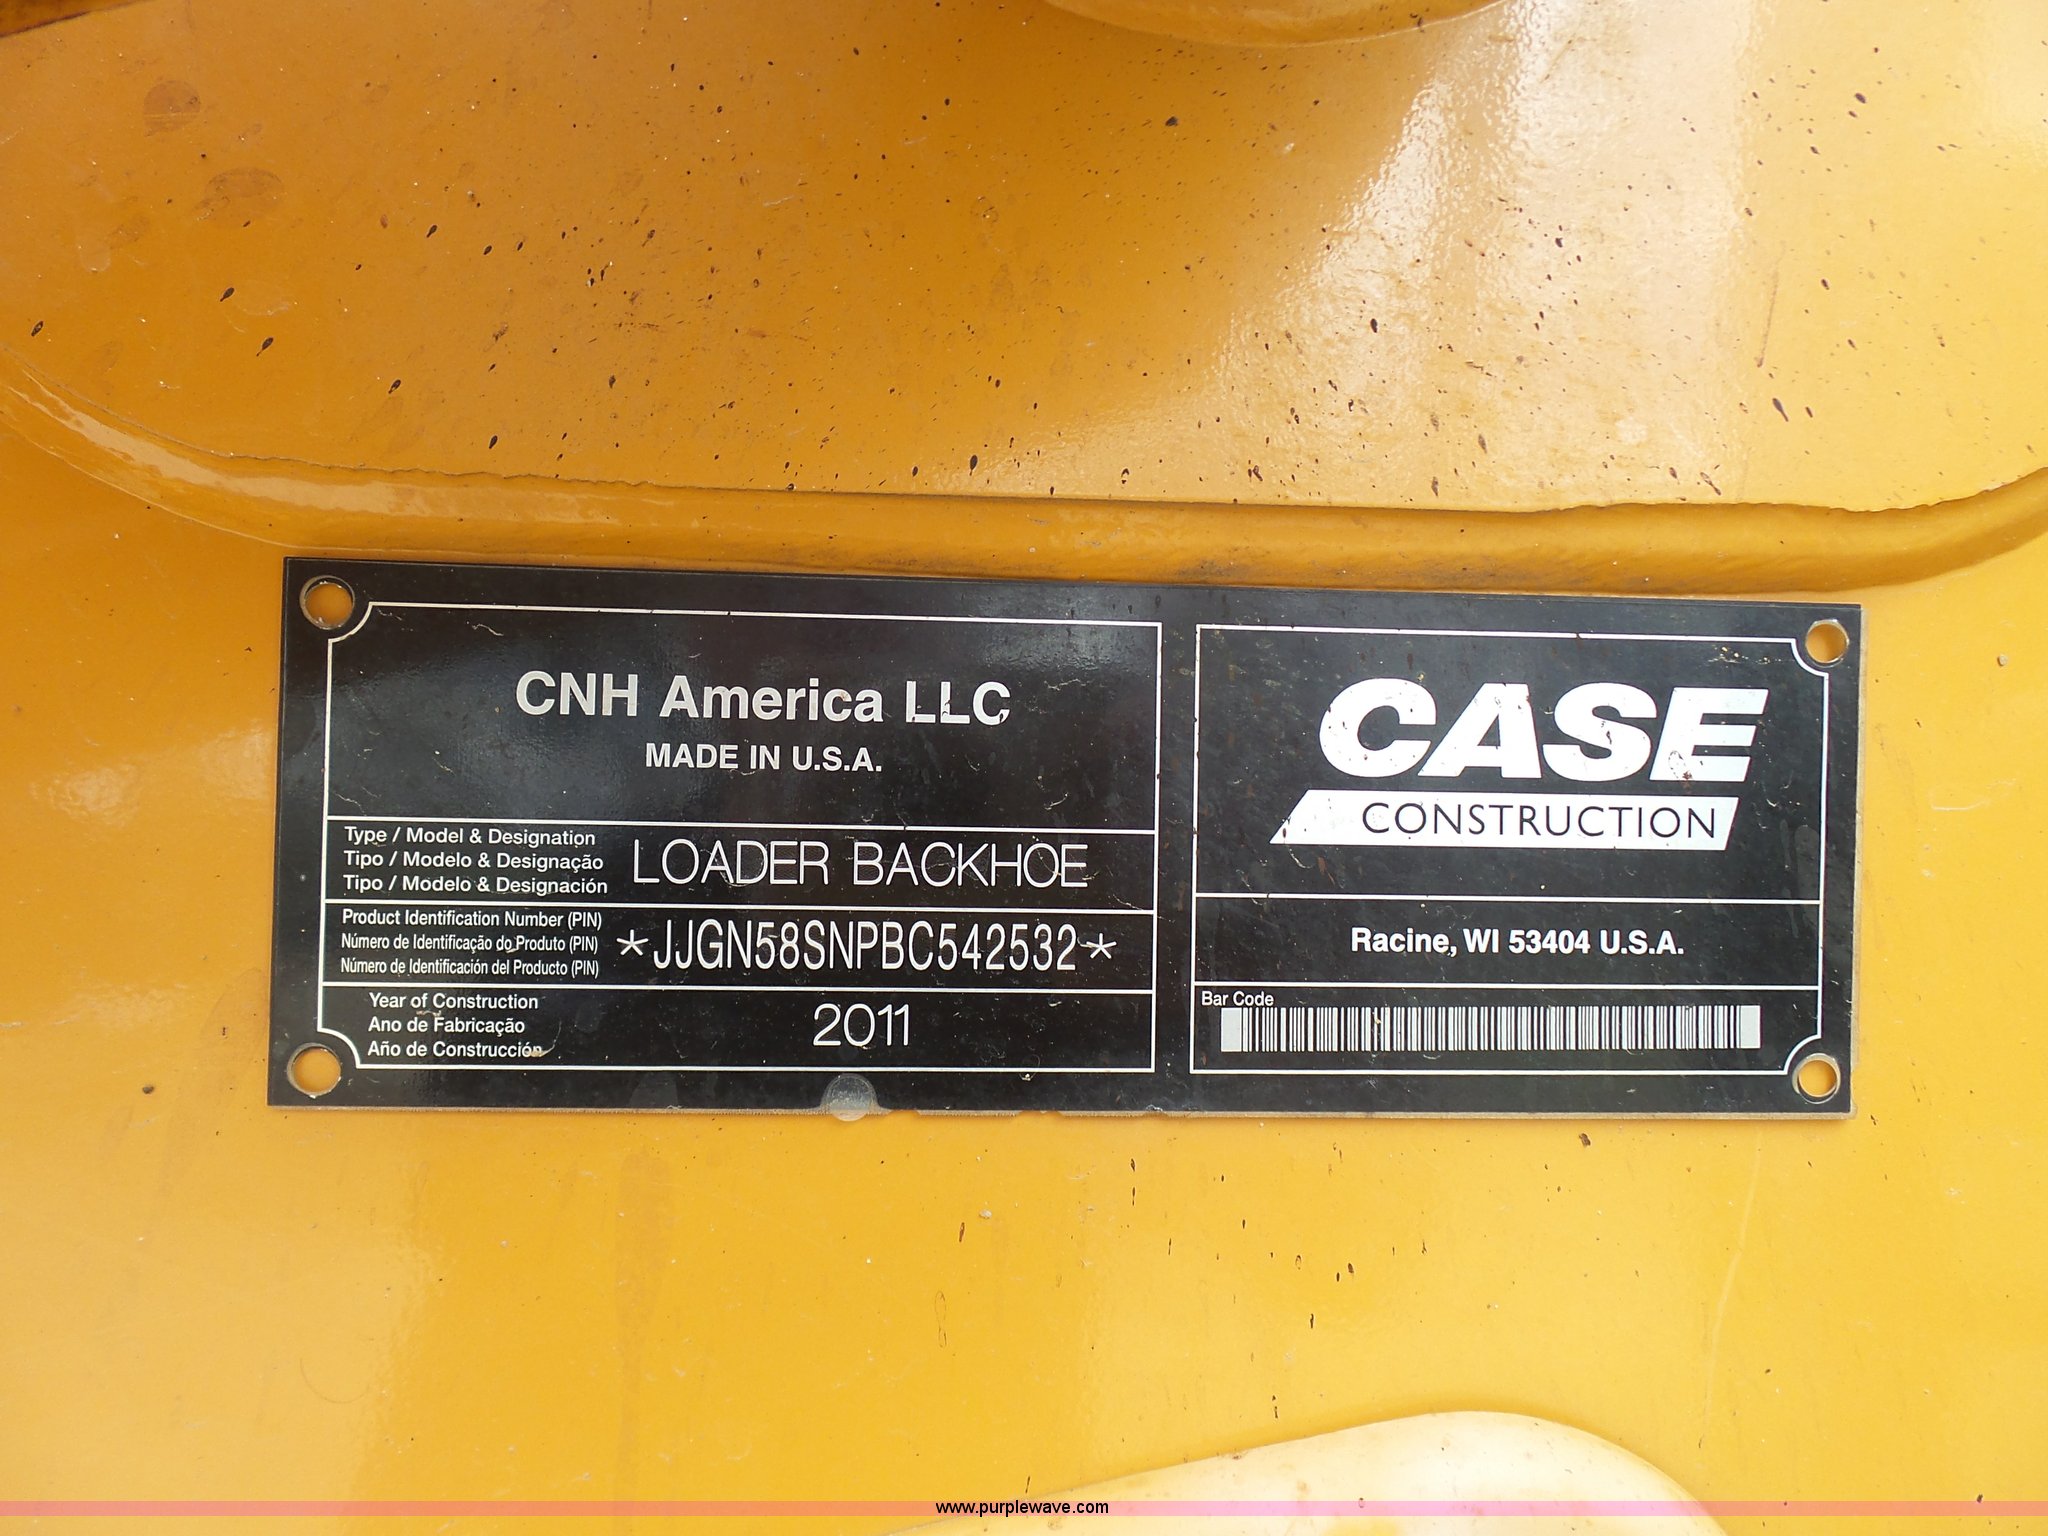 CNH America LLC
MADE IN U.S.A.
Type / Model & Designation
Tipo / Modelo & Designação
Tipo / Modelo & Designación
LOADER BACKHOE
Product Identification Number (PIN)
Número de Identificação do Produto (PIN)
Número de Identificación del Producto (PIN)
*JJGN58SNPBC542532*
Year of Construction
Ano de Fabricação
Año de Construcción
2011
CASE
CONSTRUCTION
Racine, WI 53404 U.S.A.
Bar Code
www.purplewave.com